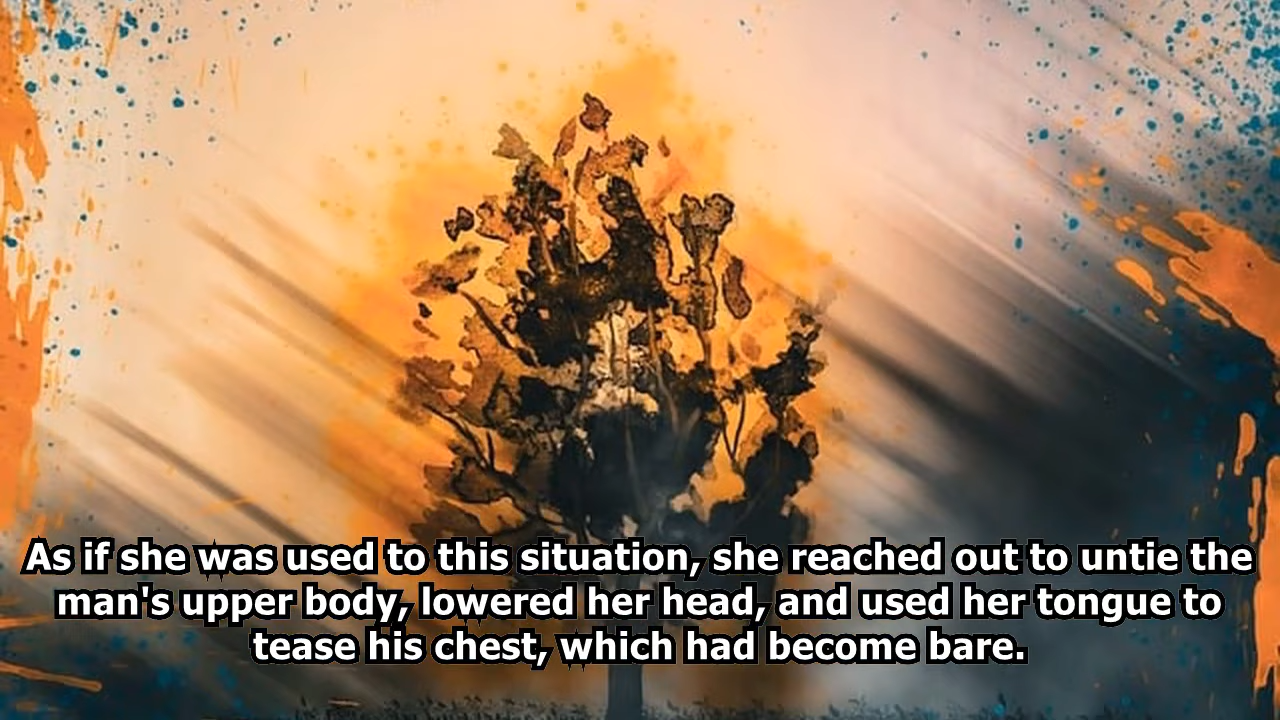 As if she was used to this situation, she reached out to untie the
man's upper body, lowered her head, and used her tongue to
tease his chest, which had become bare.